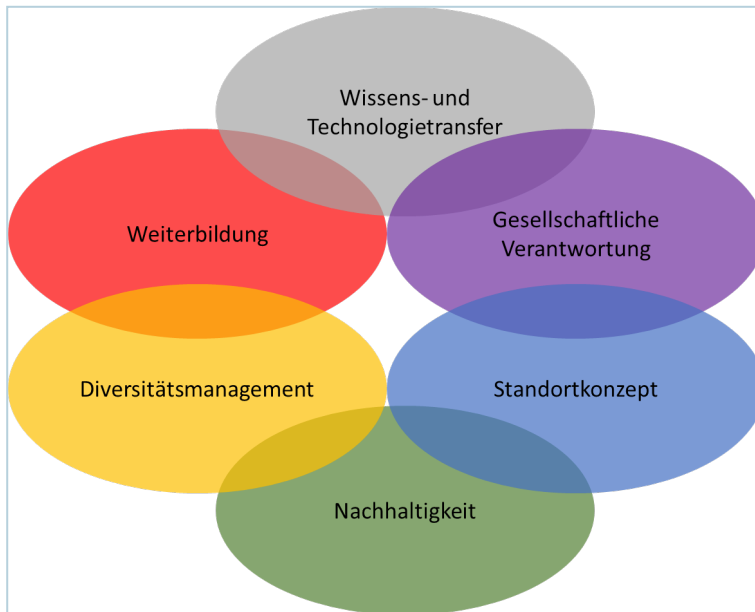 Wissens- und
Technologietransfer
Weiterbildung
Gesellschaftliche
Verantwortung
Diversitätsmanagement
Standortkonzept
Nachhaltigkeit